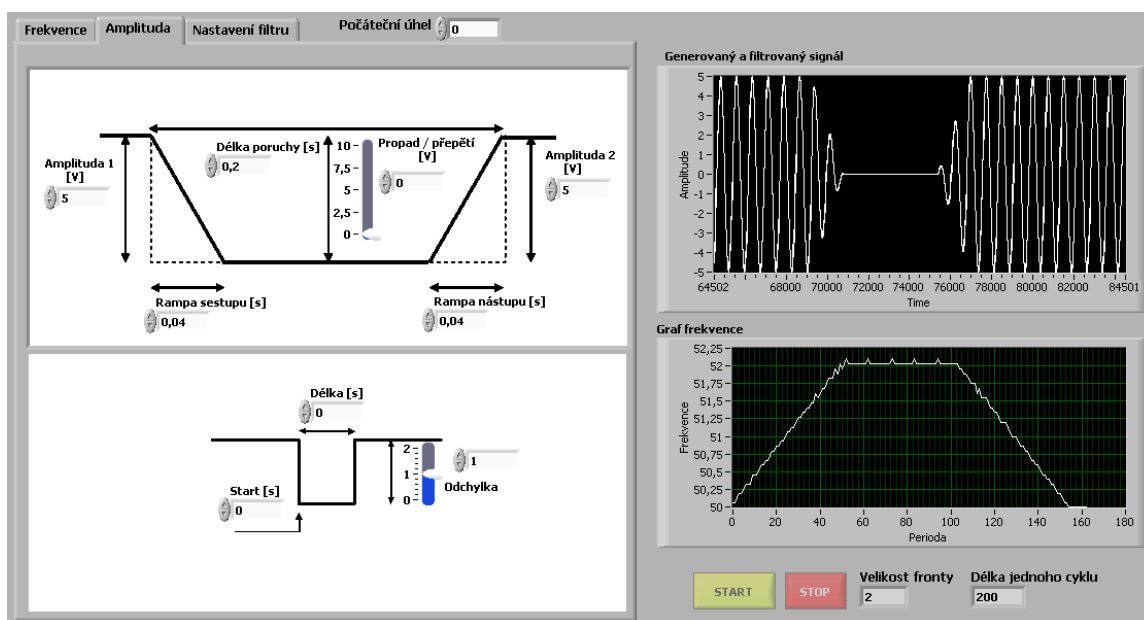 Frekvence
Amplituda
Nastavení filtru
Počáteční úhel
0
Amplituda 1
[V]
5
Délka poruchy [s]
0,2
10
7,5
5
2,5
0
Propad / přepětí
[V]
0
Amplituda 2
[V]
5
Rampa sestupu [s]
0,04
Rampa nástupu [s]
0,04
Délka [s]
0
Start [s]
0
2
1
0
1
Odchylka
Generovaný a filtrovaný signál
Amplitude
5
4
3
2
1
0
-1
-2
-3
-4
-5
64502 68000 70000 72000 74000 76000 78000 80000 82000 84501
Time
Graf frekvence
Frekvence
52,25
52
51,75
51,5
51,25
51
50,75
50,5
50,25
50
0 20 40 60 80 100 120 140 160 180
Perioda
START
STOP
Velikost fronty
2
Délka jednoho cyklu
200